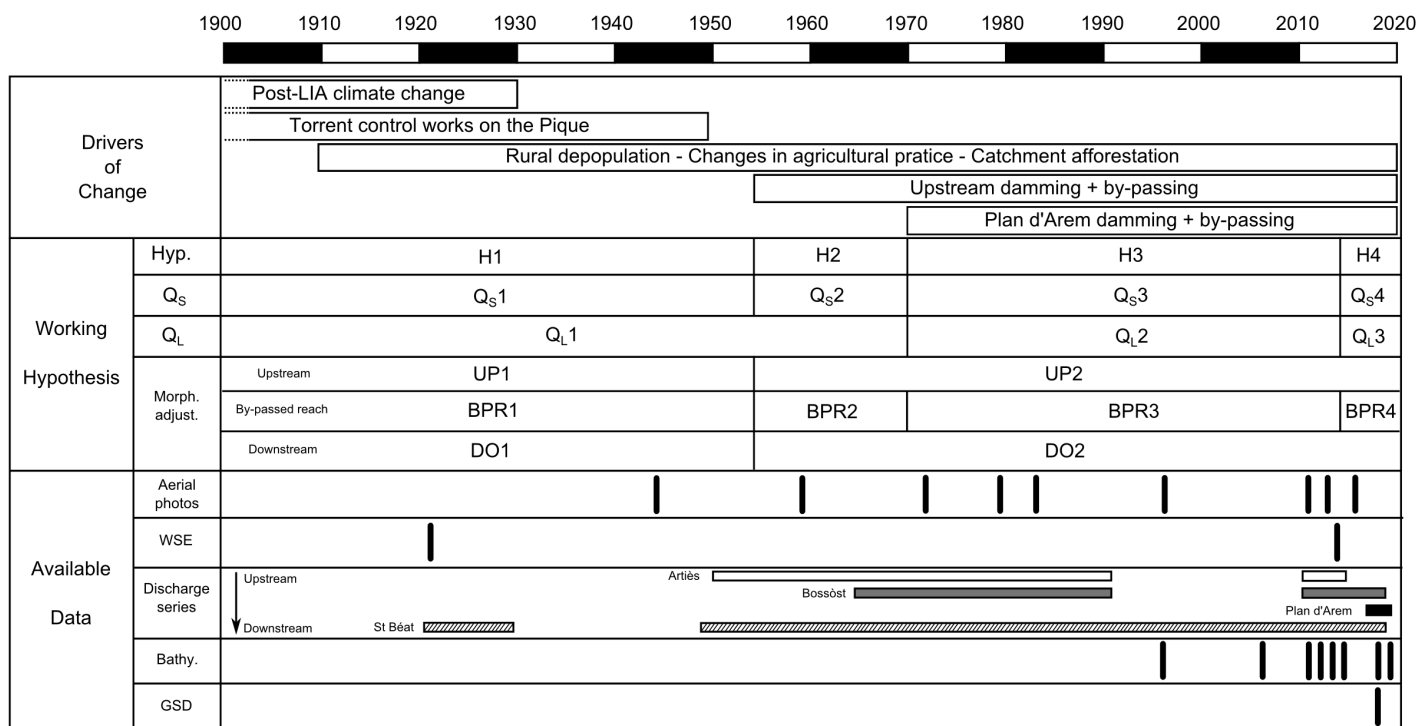 1900 1910 1920 1930 1940 1950 1960 1970 1980 1990 2000 2010 2020
Drivers
of
Change
Post-LIA climate change
Torrent control works on the Pique
Rural depopulation - Changes in agricultural pratice - Catchment afforestation
Upstream damming + by-passing
Plan d'Arem damming + by-passing
Working
Hypothesis
Hyp. H1 H2 H3 H4
QS QS1 QS2 QS3 QS4
QL QL1 QL2 QL3
Morph.
adjust.
Upstream UP1 UP2
By-passed reach BPR1 BPR2 BPR3 BPR4
Downstream DO1 DO2
Available
Data
Aerial
photos
WSE
Discharge
series
Upstream
Downstream
Artiès
Bossòst
Plan d'Arem
St Béat
Bathy.
GSD